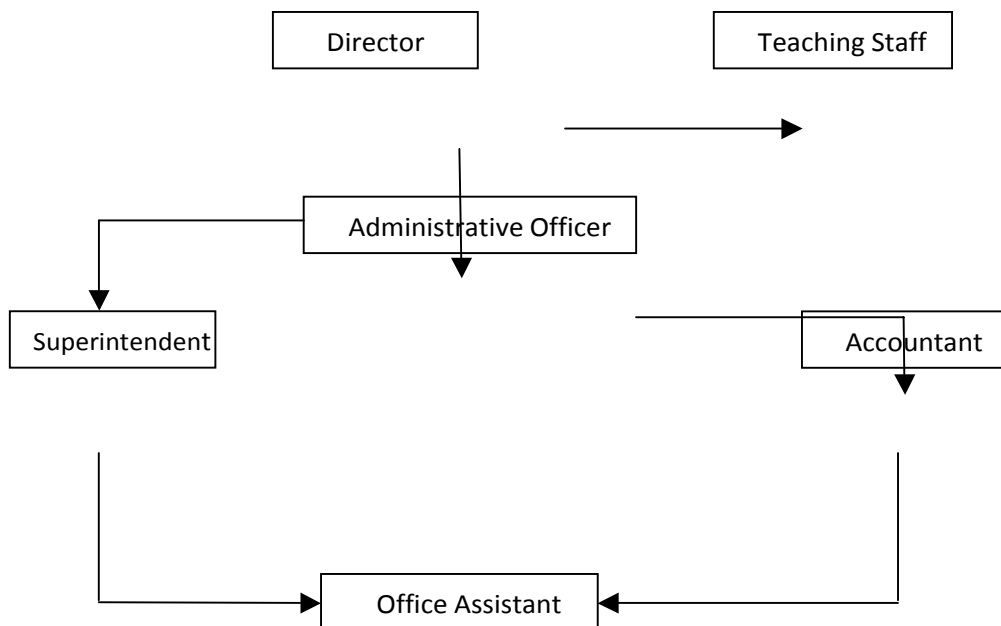 Director
Teaching Staff
Administrative Officer
Superintendent
Accountant
Office Assistant